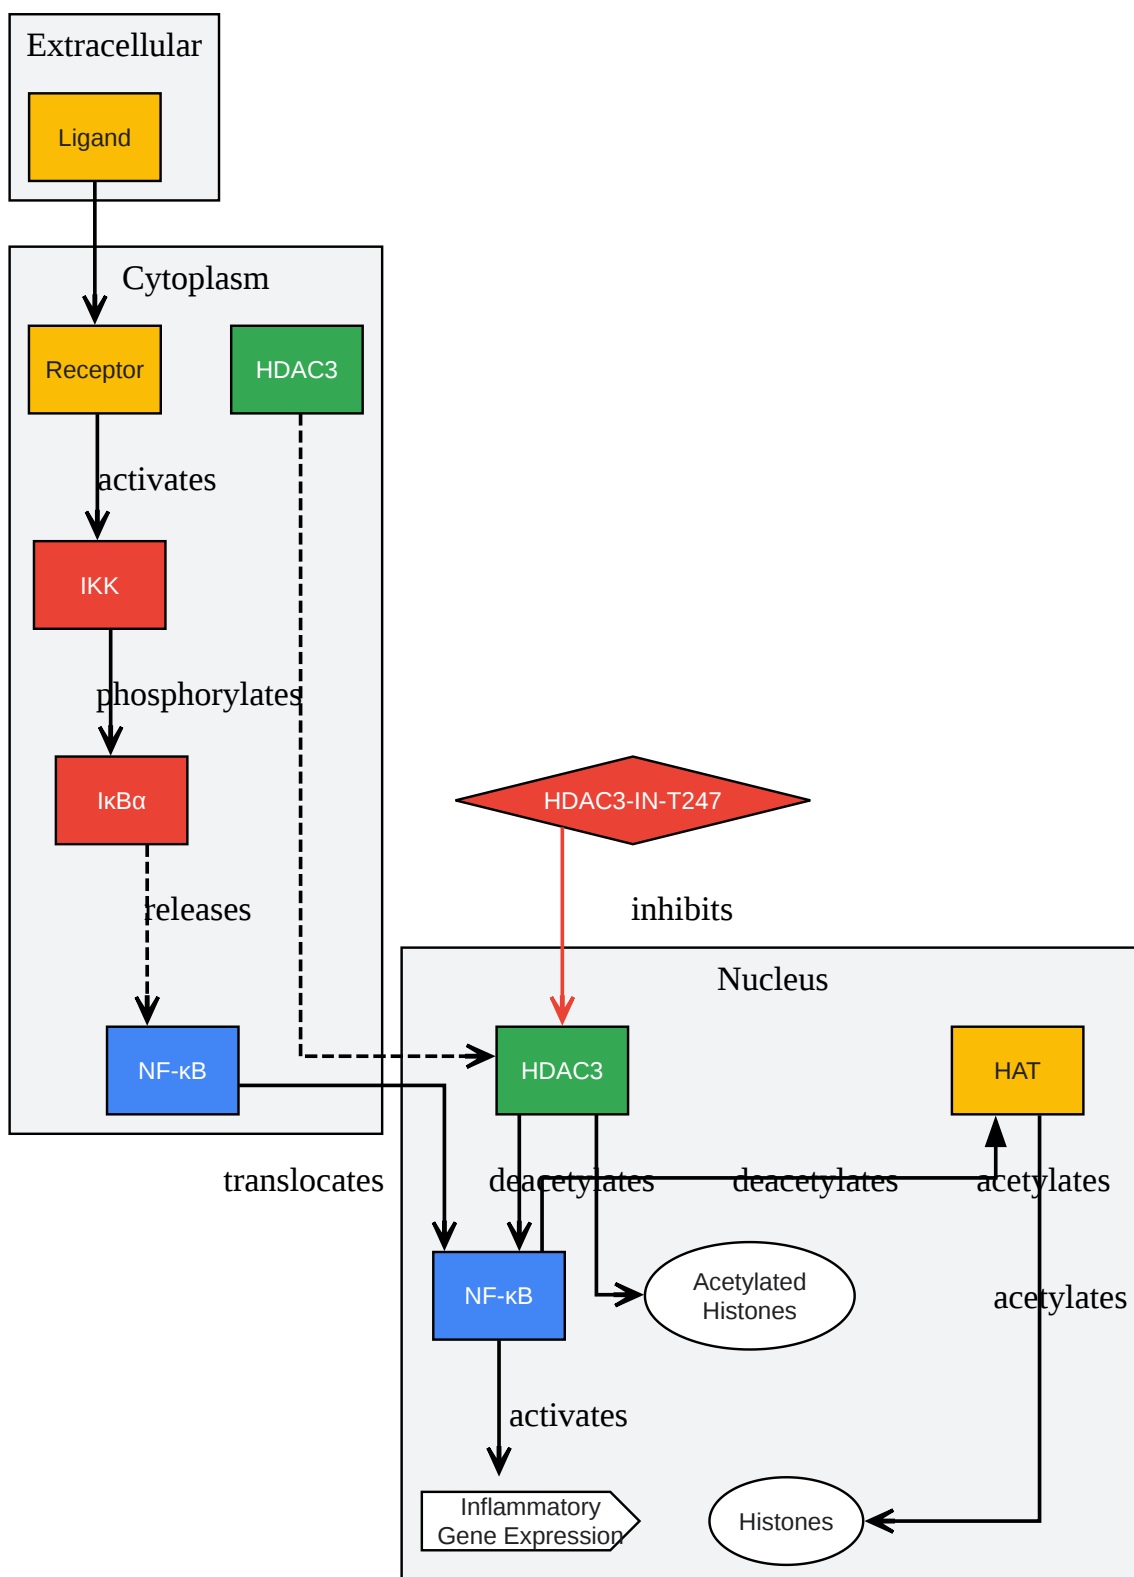 Extracellular
Ligand
Cytoplasm
Receptor
HDAC3
activates
IKK
phosphorylates
IκBα
HDAC3-IN-T247
releases
inhibits
Nucleus
NF-κB
HDAC3
HAT
translocates
deacetylates
deacetylates
acetylates
NF-κB
Acetylated
Histones
acetylates
activates
Inflammatory
Gene Expression
Histones